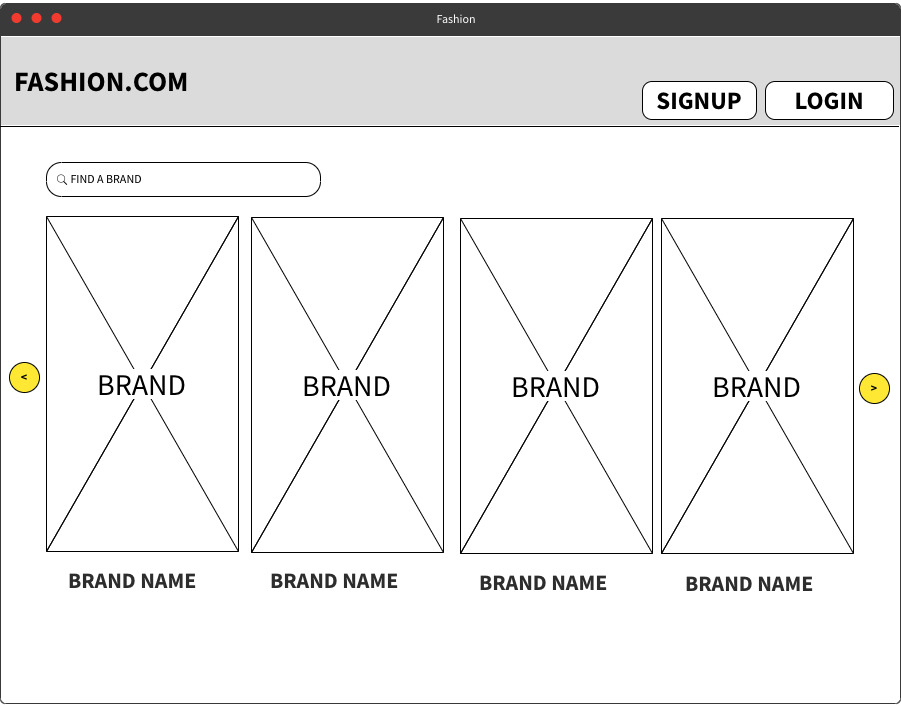 Fashion
FASHION.COM
SIGNUP
LOGIN
FIND A BRAND
BRAND
BRAND
BRAND
BRAND
<
>
BRAND NAME
BRAND NAME
BRAND NAME
BRAND NAME